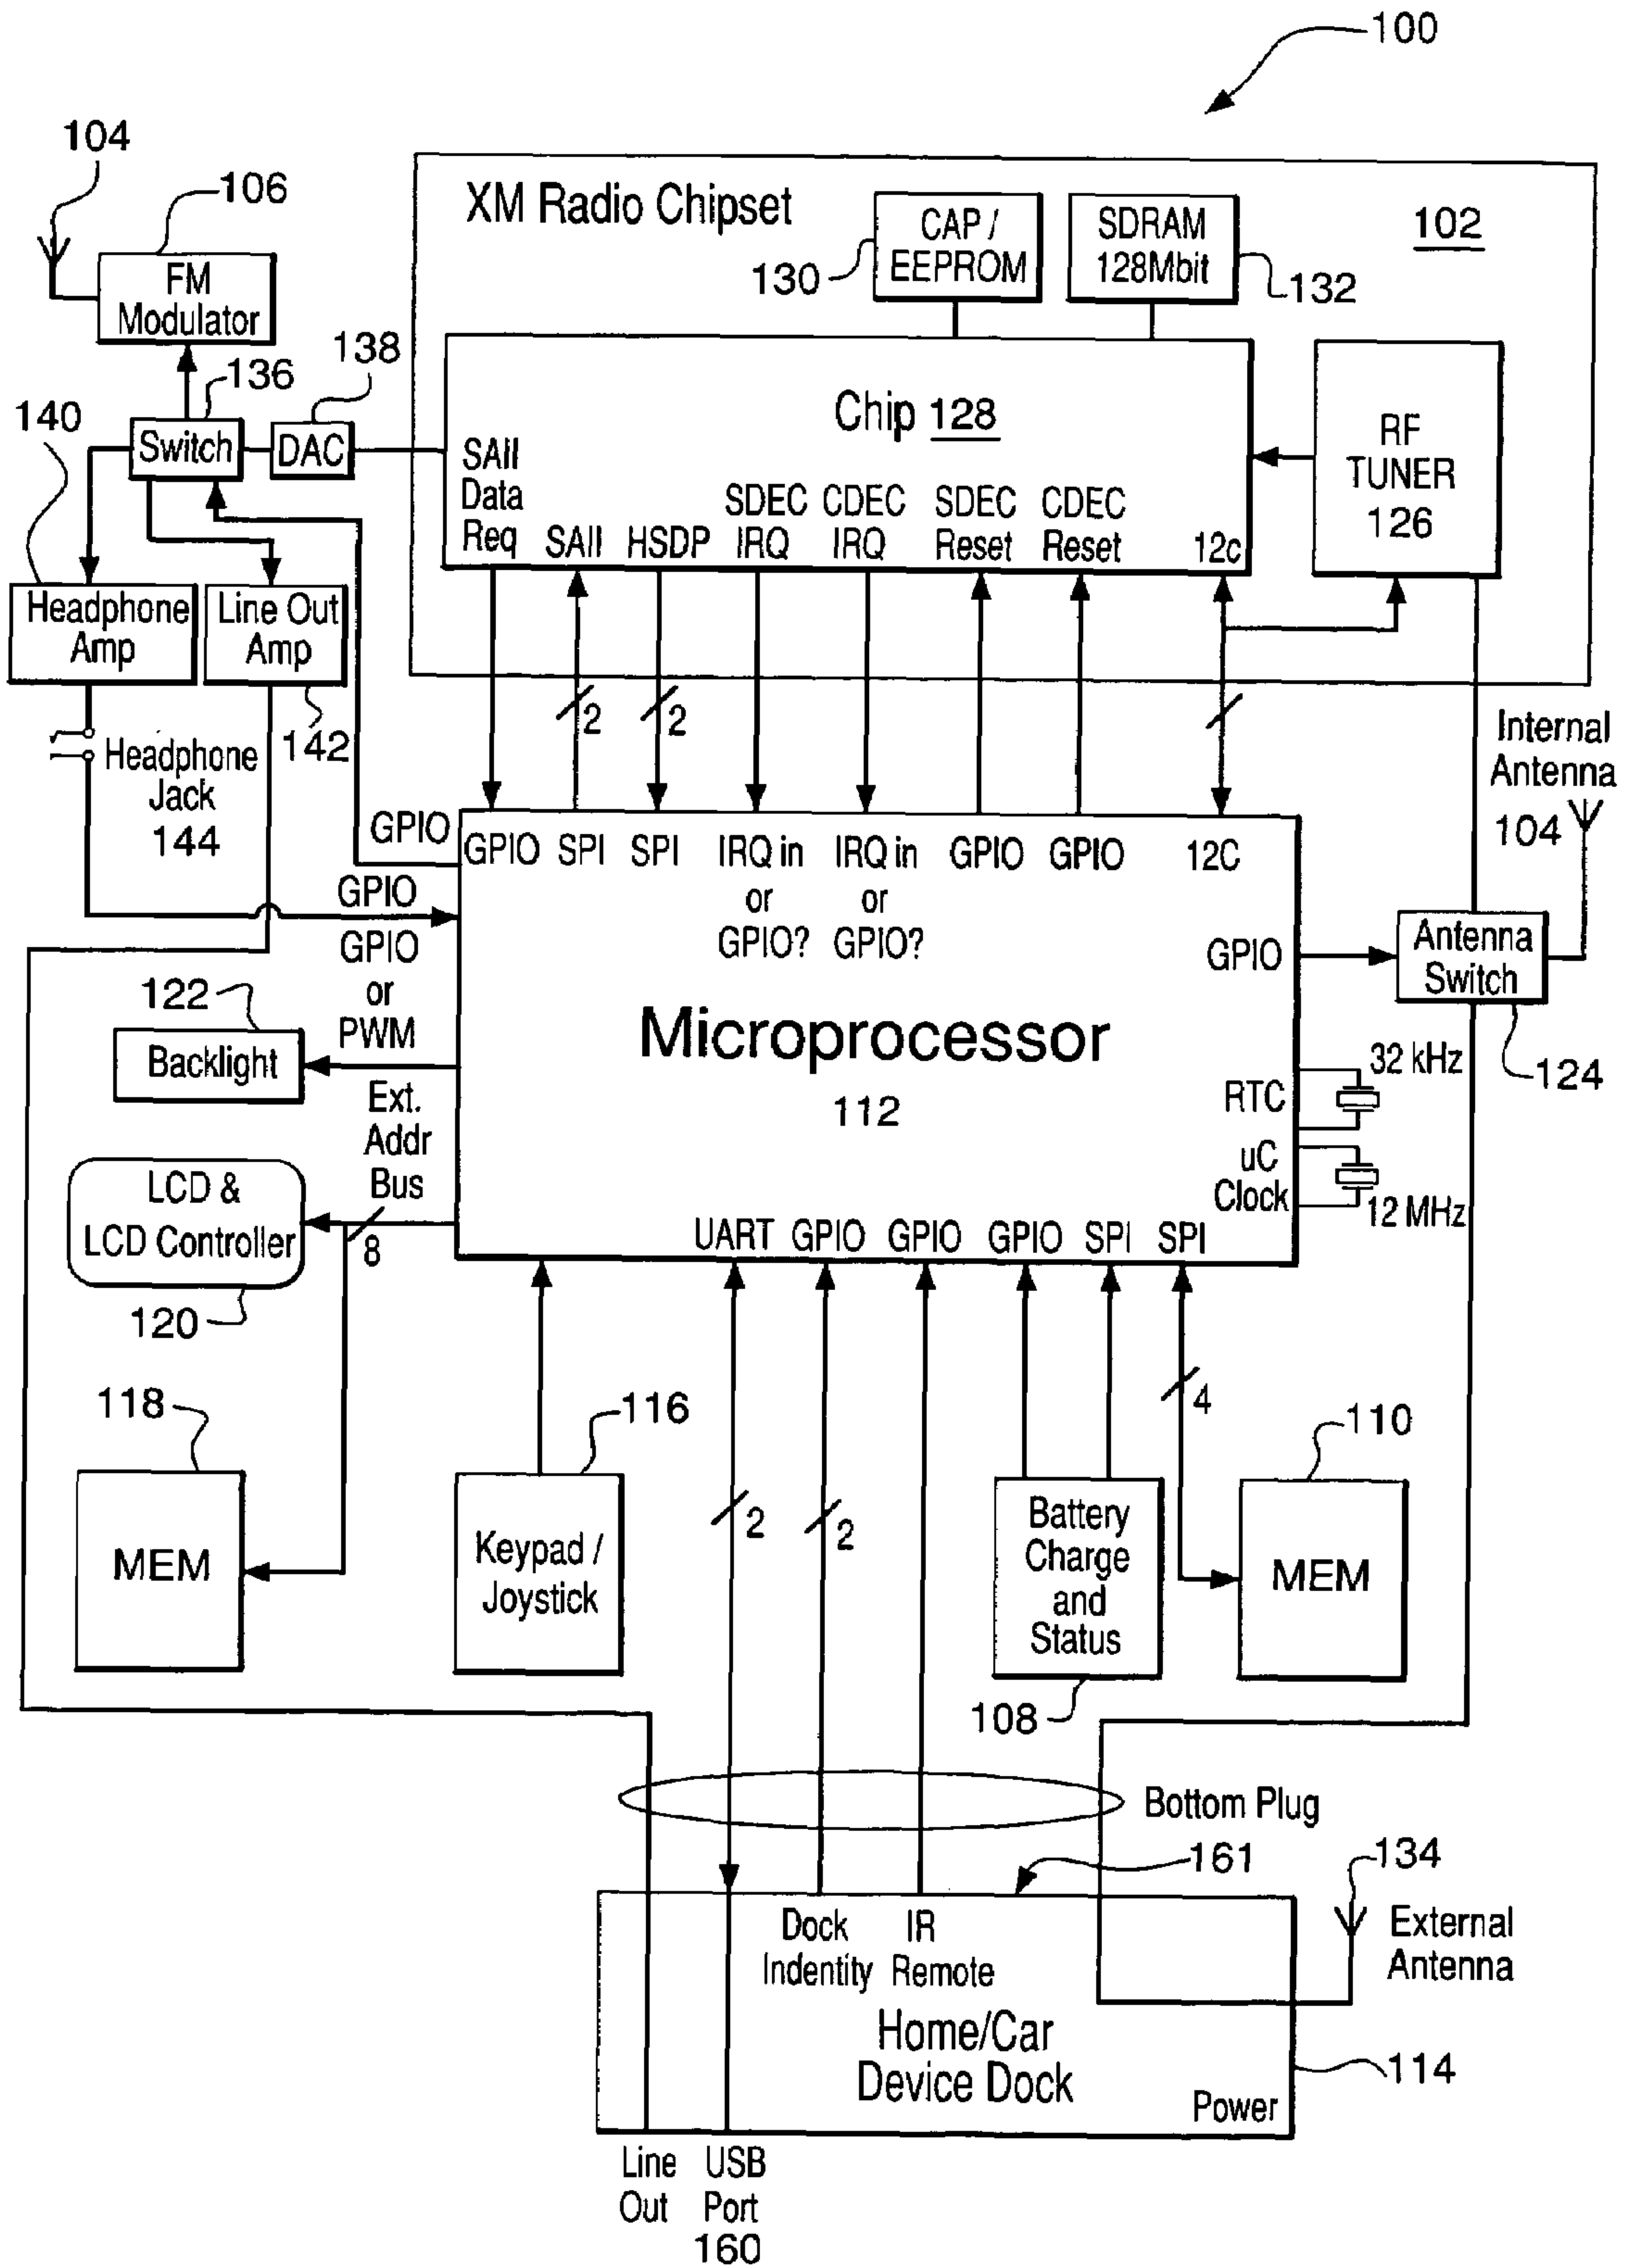 100
104
106
XM Radio Chipset
CAP /
EEPROM
SDRAM
128Mbit
102
130
132
FM
Modulator
138
136
140
Switch
DAC
Chip 128
RF
TUNER
126
SAII
Data
Req
SAII
HSDP
SDEC
IRQ
CDEC
IRQ
SDEC
Reset
CDEC
Reset
12c
Headphone
Amp
Line Out
Amp
142
2
2
Headphone
Jack
144
Internal
Antenna
104
GPIO
GPIO
SPI
SPI
IRQ in
or
GPIO?
IRQ in
or
GPIO?
GPIO
GPIO
12C
GPIO
GPIO
or
PWM
GPIO
Antenna
Switch
124
122
Backlight
Microprocessor
112
32 kHz
RTC
uC
Clock
12 MHz
Ext.
Addr
Bus
8
LCD &
LCD Controller
120
UART
GPIO
GPIO
GPIO
SPI
SPI
118
MEM
116
Keypad /
Joystick
2
2
4
110
Battery
Charge
and
Status
MEM
108
Bottom Plug
161
134
External
Antenna
Dock
Indentity
IR
Remote
Home/Car
Device Dock
114
Power
Line
Out
USB
Port
160